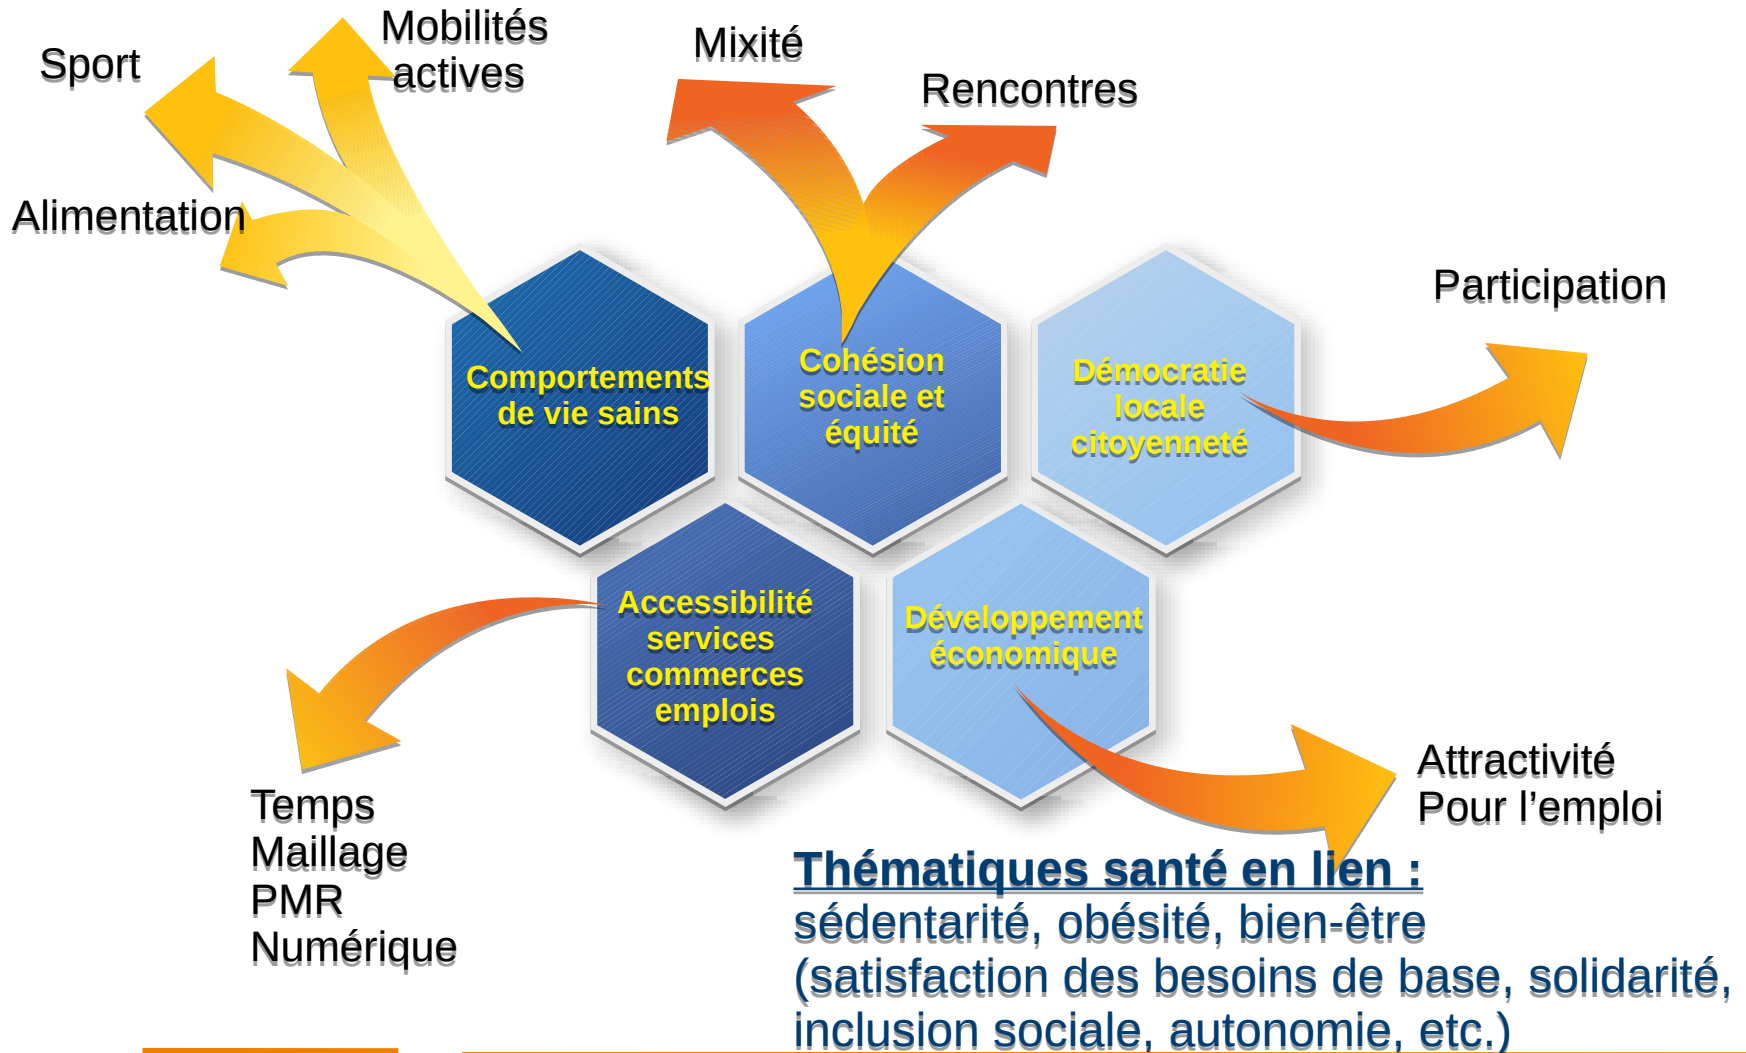 Mobilités
actives
Sport
Mixité
Rencontres
Alimentation
Participation
Comportements
de vie sains
Cohésion
sociale et
équité
Démocratie
locale
citoyenneté
Accessibilité
services
commerces
emplois
Développement
économique
Temps
Maillage
PMR
Numérique
Attractivité
Pour l’emploi
Thématiques santé en lien :
sédentarité, obésité, bien-être
(satisfaction des besoins de base, solidarité,
inclusion sociale, autonomie, etc.)